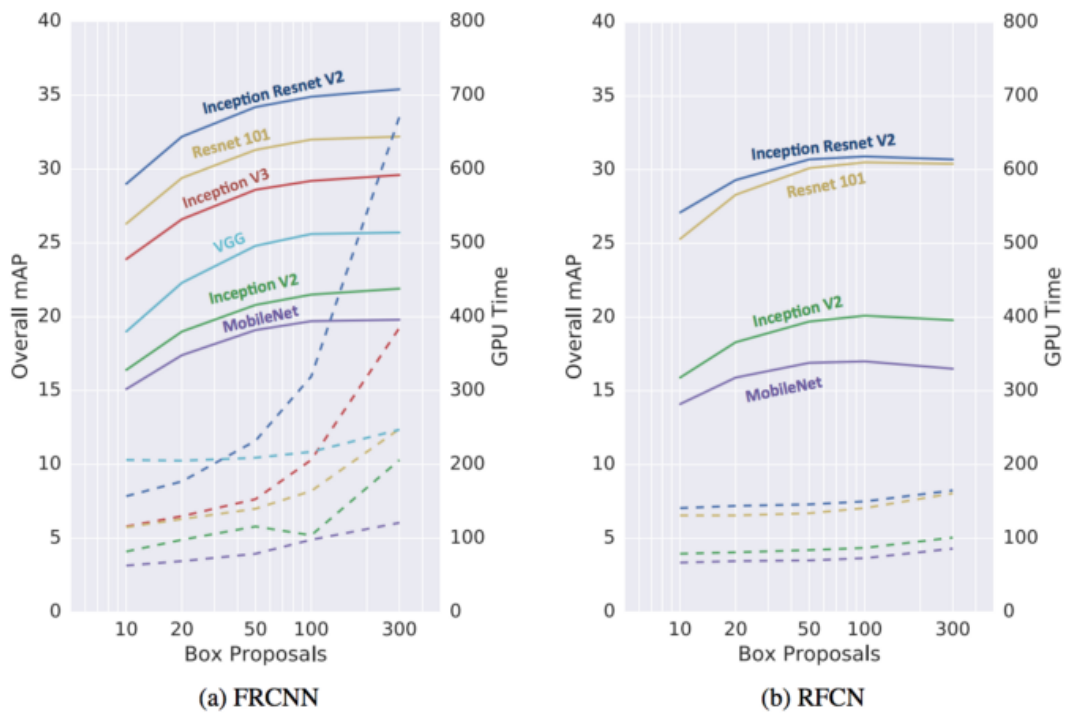 40
35
30
25
20
15
10
5
0
Overall mAP
800
700
600
500
400
300
200
100
0
GPU Time
Inception Resnet V2
Resnet 101
Inception V3
VGG
Inception V2
MobileNet
10 20 50 100 300
Box Proposals
(a) FRCNN
40
35
30
25
20
15
10
5
0
Overall mAP
800
700
600
500
400
300
200
100
0
GPU Time
Inception Resnet V2
Resnet 101
Inception V2
MobileNet
10 20 50 100 300
Box Proposals
(b) RFCN